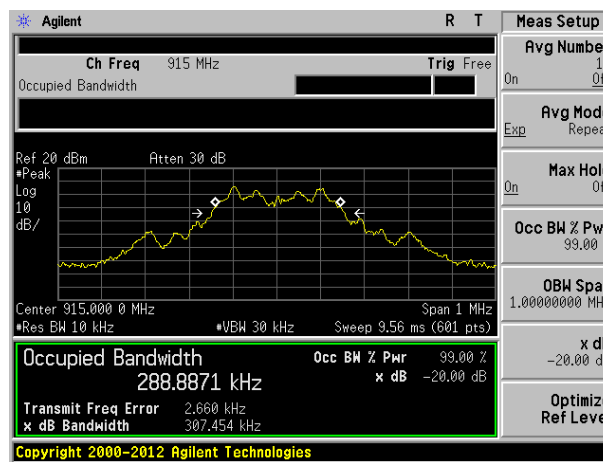 Agilent R T
Meas Setup
Avg Numbe
1
On O
Ch Freq 915 MHz Trig Free
Occupied Bandwidth
Avg Mod
Exp Repea
Ref 20 dBm Atten 30 dB
#Peak
Log
10
dB/
Max Hol
On Of
Occ BW % Pw
99.00
OBW Spa
1.00000000 MH
Center 915.000 0 MHz Span 1 MHz
#Res BW 10 kHz #VBW 30 kHz Sweep 9.56 ms (601 pts)
Occupied Bandwidth Occ BW % Pwr 99.00 %
288.8871 kHz x dB -20.00 dB
Transmit Freq Error 2.660 kHz
x dB Bandwidth 307.454 kHz
x d
-20.00 d
Optimiz
Ref Leve
Copyright 2000-2012 Agilent Technologies